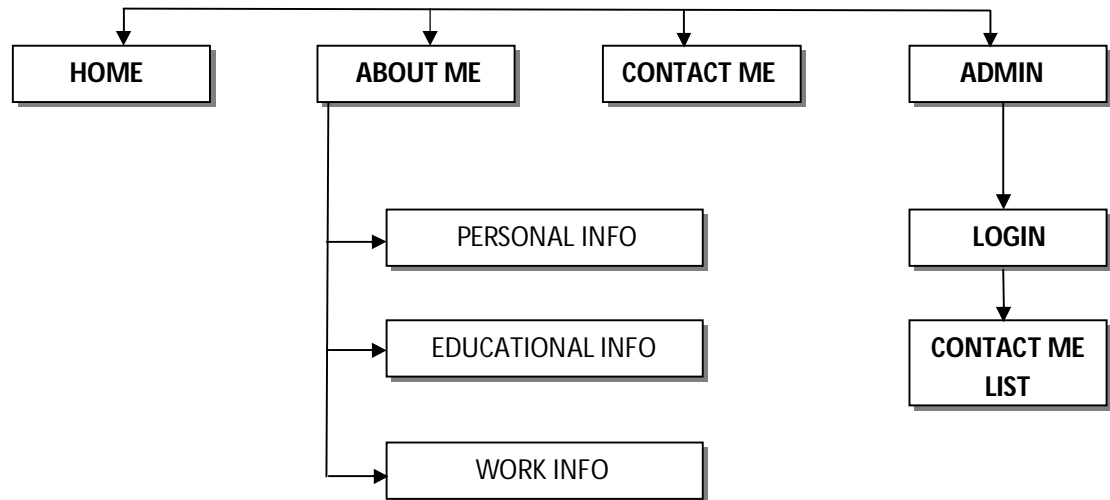 HOME
ABOUT ME
CONTACT ME
ADMIN
PERSONAL INFO
LOGIN
EDUCATIONAL INFO
CONTACT ME
LIST
WORK INFO